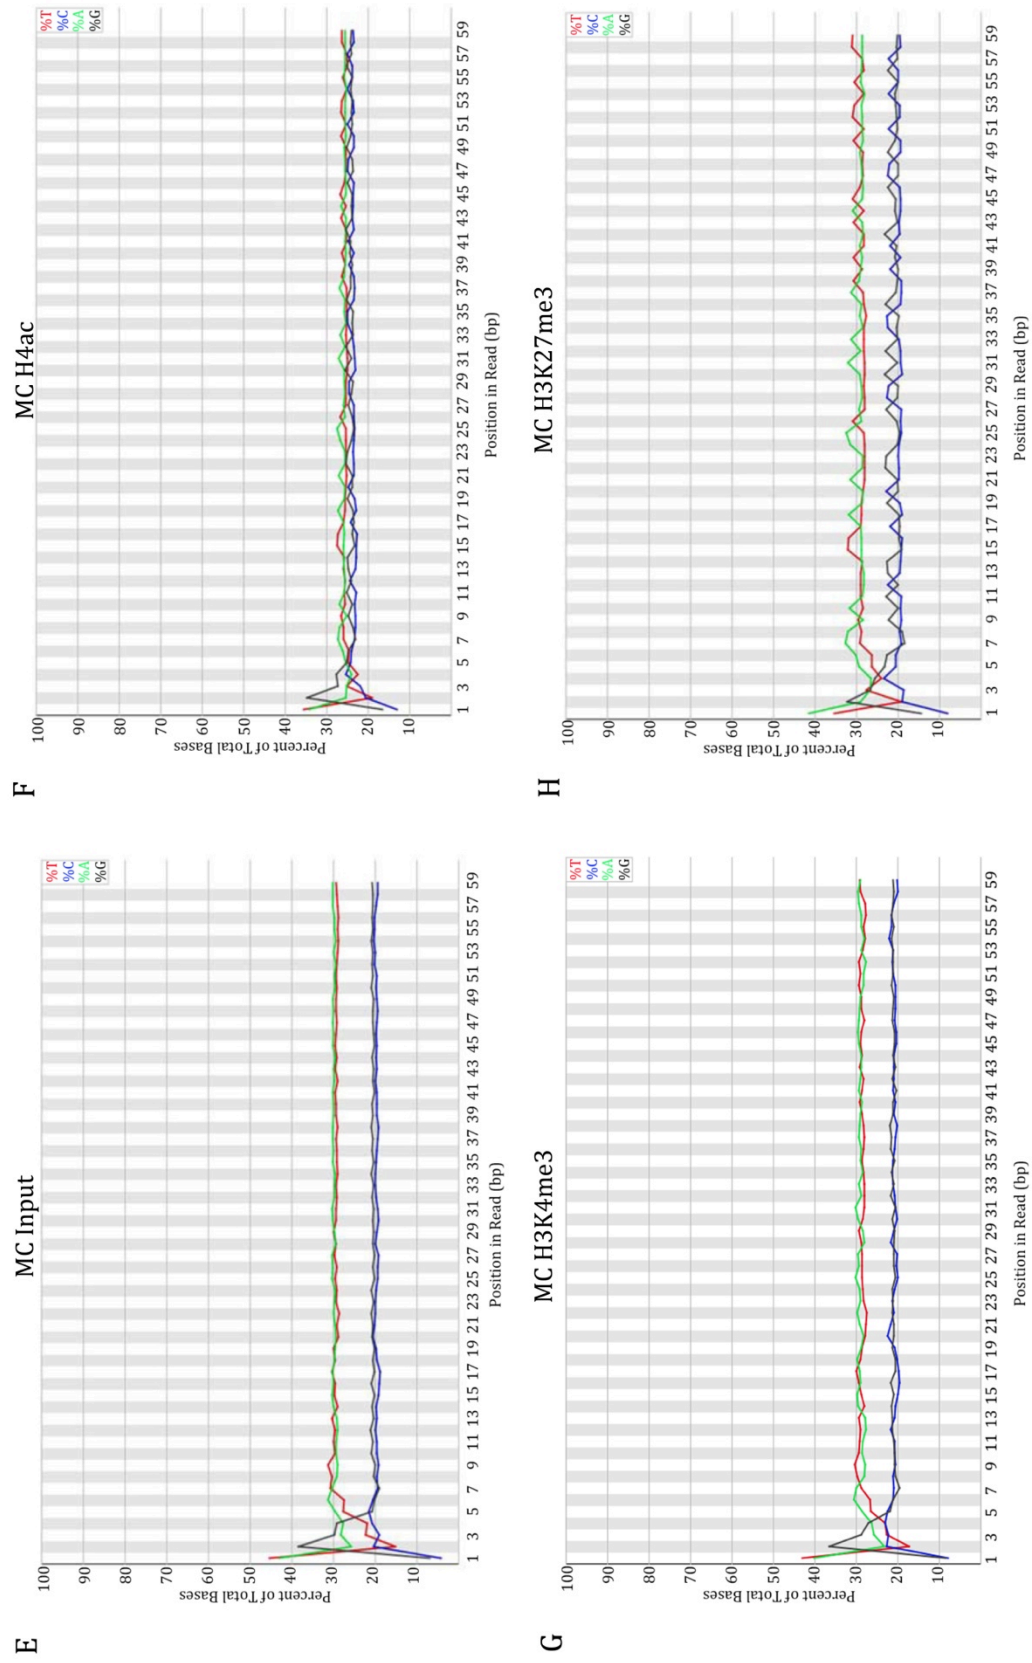 E
MC Input
%T
%C
%A
%G
100
90
80
70
60
50
40
30
20
10
Percent of Total Bases
1 3 5 7 9 11 13 15 17 19 21 23 25 27 29 31 33 35 37 39 41 43 45 47 49 51 53 55 57 59
Position in Read (bp)
F
MC H4ac
%T
%C
%A
%G
100
90
80
70
60
50
40
30
20
10
Percent of Total Bases
1 3 5 7 9 11 13 15 17 19 21 23 25 27 29 31 33 35 37 39 41 43 45 47 49 51 53 55 57 59
Position in Read (bp)
G
MC H3K4me3
%T
%C
%A
%G
100
90
80
70
60
50
40
30
20
10
Percent of Total Bases
1 3 5 7 9 11 13 15 17 19 21 23 25 27 29 31 33 35 37 39 41 43 45 47 49 51 53 55 57 59
Position in Read (bp)
H
MC H3K27me3
%T
%C
%A
%G
100
90
80
70
60
50
40
30
20
10
Percent of Total Bases
1 3 5 7 9 11 13 15 17 19 21 23 25 27 29 31 33 35 37 39 41 43 45 47 49 51 53 55 57 59
Position in Read (bp)